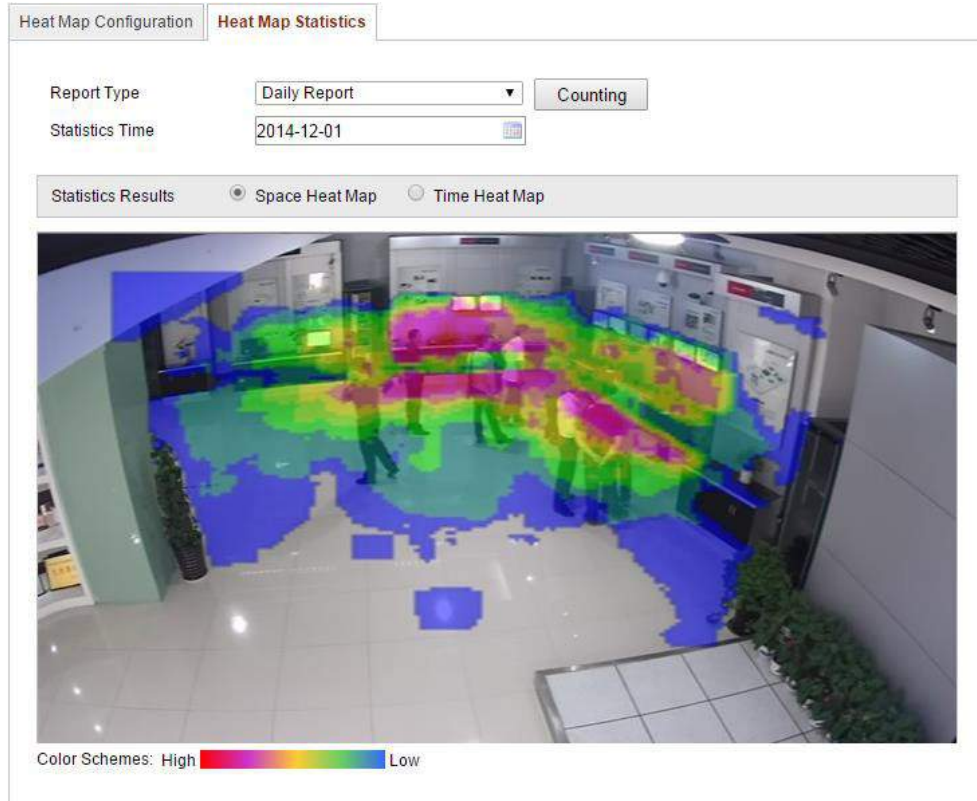 Heat Map Configuration Heat Map Statistics
Report Type Daily Report Counting
Statistics Time 2014-12-01
Statistics Results Space Heat Map Time Heat Map
Color Schemes: High Low